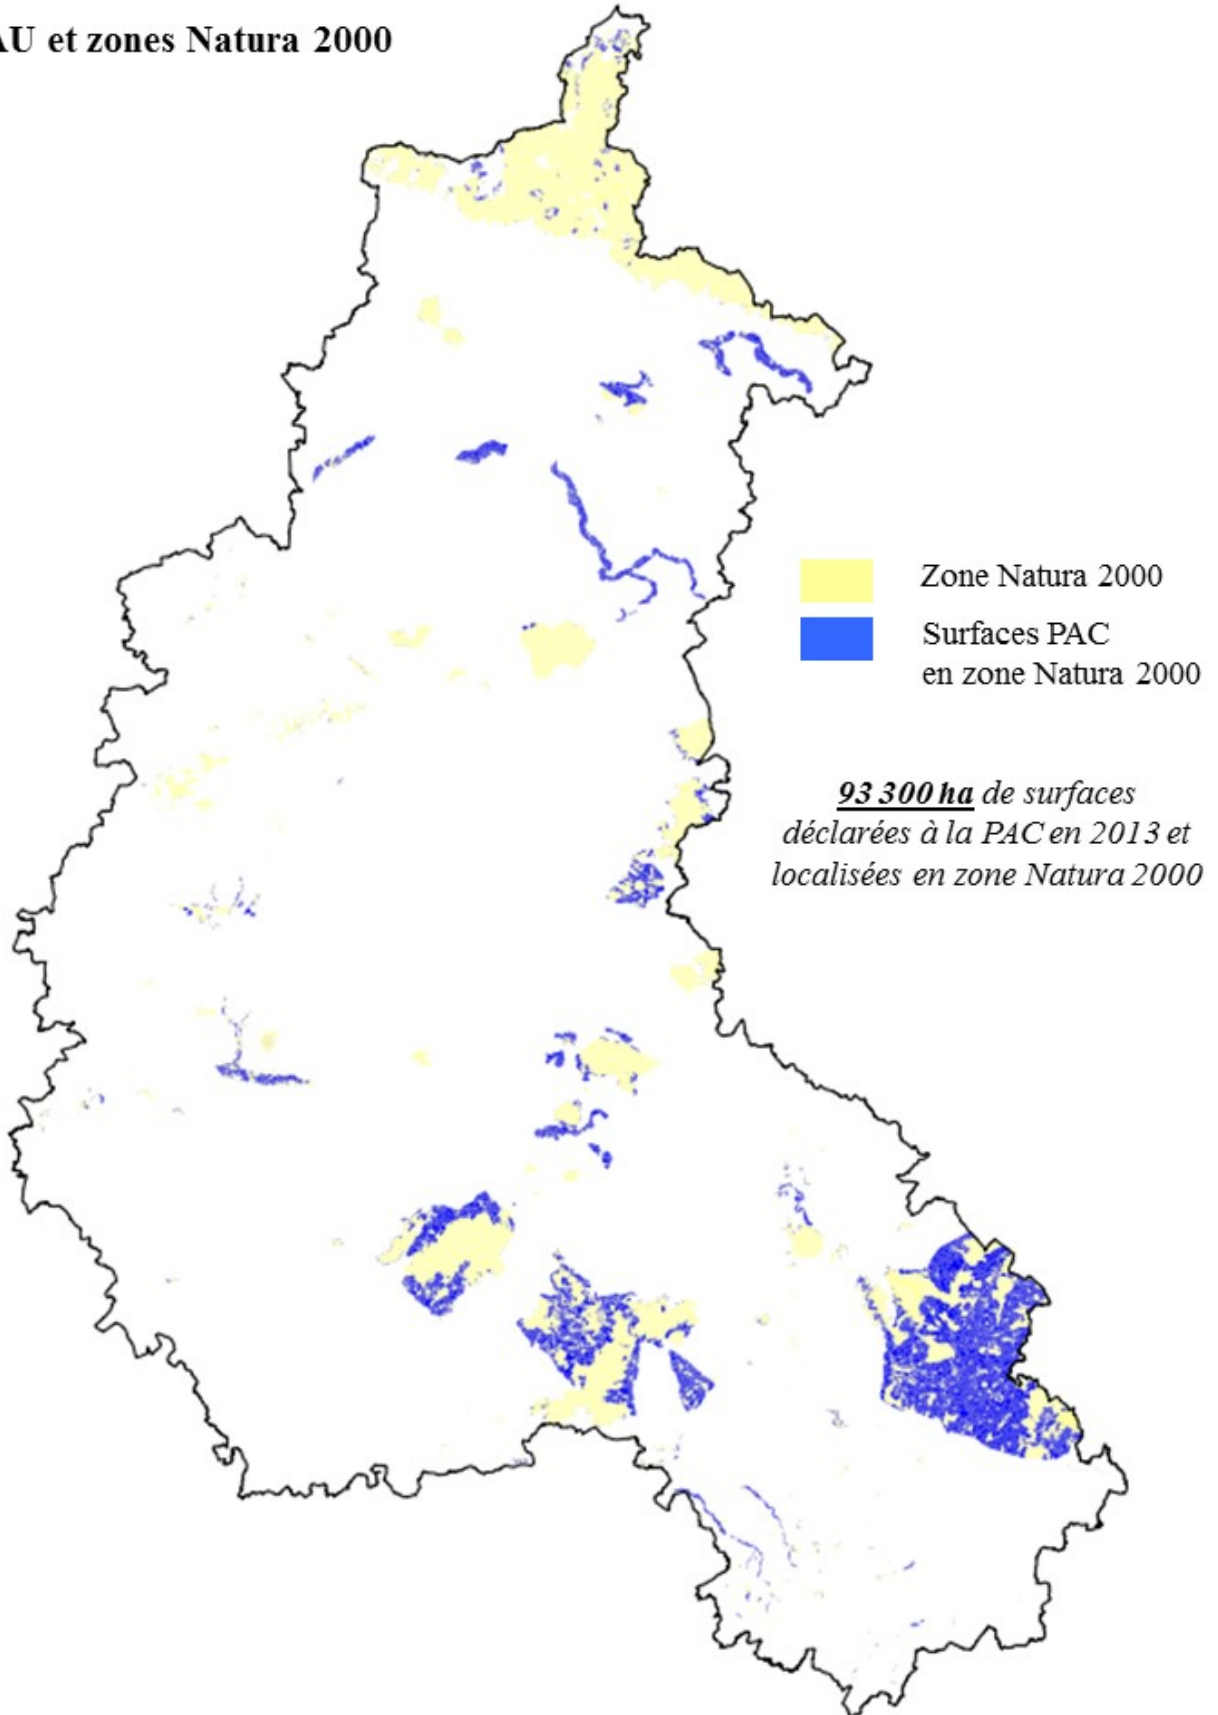 AU et zones Natura 2000
Zone Natura 2000
Surfaces PAC
en zone Natura 2000
93 300 ha de surfaces
déclarées à la PAC en 2013 et
localisées en zone Natura 2000